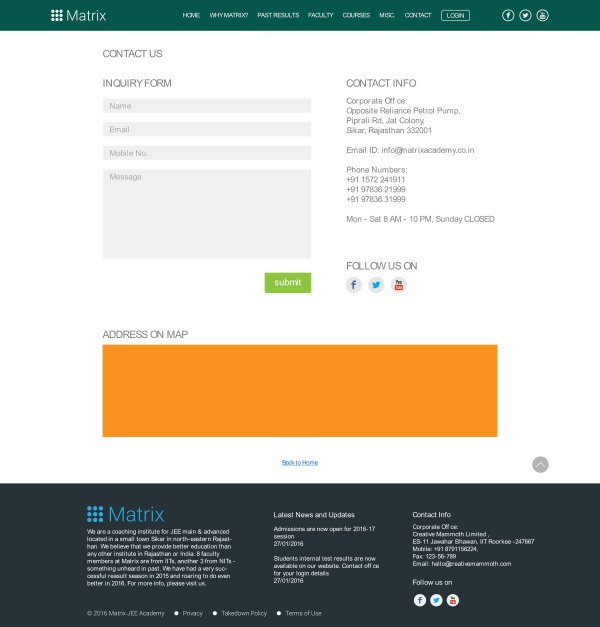 Matrix
HOME WHY MATRIX? PAST RESULTS FACULTY COURSES MISC. CONTACT LOGIN
CONTACT US
INQUIRY FORM
Name
Email
Mobile No.
Message
submit
CONTACT INFO
Corporate Off ce:
Opposite Reliance Petrol Pump,
Piprali Rd, Jat Colony,
Sikar, Rajasthan 332001
Email ID: info@natrixacademy.co.in
Phone Numbers:
+91 1572 241911
+91 97836 21999
+91 97836 31999
Mon - Sat 8 AM - 10 PM, Sunday CLOSED
FOLLOW US ON
ADDRESS ON MAP
Back to Home
Matrix
We are a coaching institute for JEE main & advanced
located in a small town Sikar in north-eastern Rajast-
han. We believe that we provide better education than
any other institute in Rajasthan or India. 8 faculty
members at Matrix are from IITs, another 3 from NITs -
something unheard in past. We have had a very suc-
cessful reasult season in 2015 and roaring to do even
better in 2016. For more info, please visit us.
Latest News and Updates
Admissions are now open for 2016-17
session
27/01/2016
Students internal test results are now
available on our website. Contact off ce
for your login details
27/01/2016
Contact Info
Corporate Off ce:
Creative Mammoth Limited ,
ES-11 Jawahar Bhawan, IIT Roorkee -247667
Mobile: +91 8791156224,
Fax: 123-56-789
Email: hello@reativemammoth.com
Follow us on
© 2016 Matrix JEE Academy Privacy Takedown Policy Terms of Use